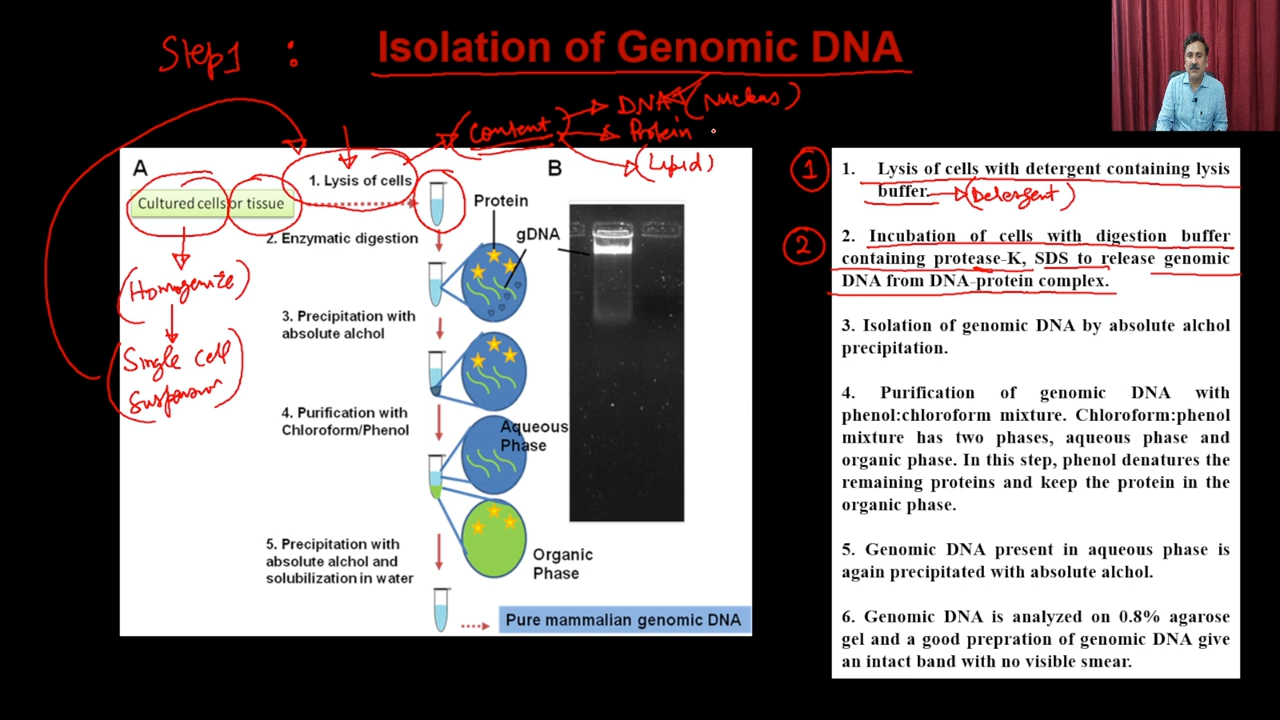 Step1 : Isolation of Genomic DNA
DNA (Nucleus)
Content
Protein
(Lipid)
A
B
1. Lysis of cells
Cultured cells or tissue
Protein
gDNA
2. Enzymatic digestion
(Homogenize)
3. Precipitation with
absolute alchol
(Single cell
4. Purification with
Chloroform/Phenol
Aqueous
Phase
5. Precipitation with
absolute alchol and
solubilization in water
Organic
Phase
Pure mammalian genomic DNA
1
1. Lysis of cells with detergent containing lysis
buffer. (Detergent)
2
2. Incubation of cells with digestion buffer
containing protease-K, SDS to release genomic
DNA from DNA-protein complex.
3. Isolation of genomic DNA by absolute alchol
precipitation.
4. Purification of genomic DNA with
phenol:chloroform mixture. Chloroform:phenol
mixture has two phases, aqueous phase and
organic phase. In this step, phenol denatures the
remaining proteins and keep the protein in the
organic phase.
5. Genomic DNA present in aqueous phase is
again precipitated with absolute alchol.
6. Genomic DNA is analyzed on 0.8% agarose
gel and a good prepration of genomic DNA give
an intact band with no visible smear.